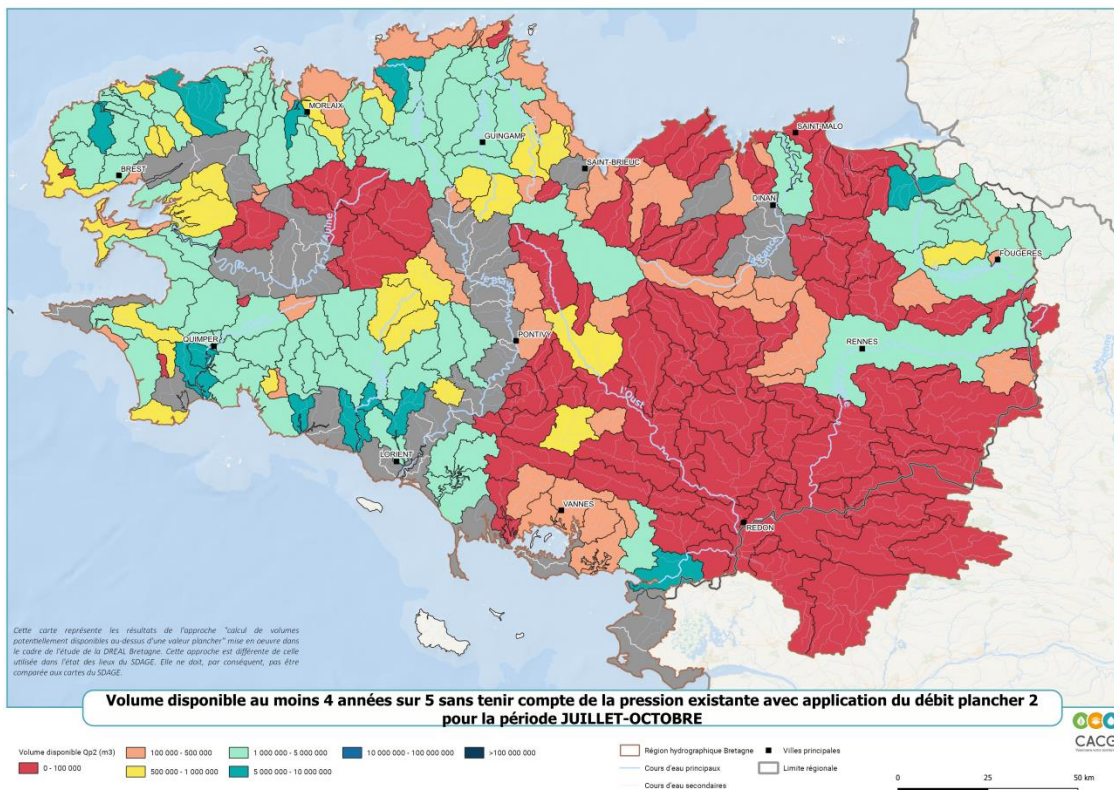 SAINT-MALO
MORLAIX
GUINGAMP
SAINT-BRIEUC
BREST
DINAN
FOUGERES
QUIMPER
PONTIVY
RENNES
l'Oust
LORIENT
VANNES
REDON
Cette carte représente les résultats de l'approche "calcul de volumes
potentiellement disponibles au-dessus d'une valeur plancher" mise en oeuvre dans
le cadre de l'étude de la DREAL Bretagne. Cette approche est différente de celle
utilisée dans l'état des lieux du SDAGE. Elle ne doit, par conséquent, pas être
comparée aux cartes du SDAGE.
Volume disponible au moins 4 années sur 5 sans tenir compte de la pression existante avec application du débit plancher 2
pour la période JUILLET-OCTOBRE
Volume disponible Qp2 (m3)
0 - 100 000
100 000 - 500 000
500 000 - 1 000 000
1 000 000 - 5 000 000
5 000 000 - 10 000 000
10 000 000 - 100 000 000
>100 000 000
Région hydrographique Bretagne
Cours d'eau principaux
Cours d'eau secondaires
Villes principales
Limite régionale
CACG
0 25 50 km